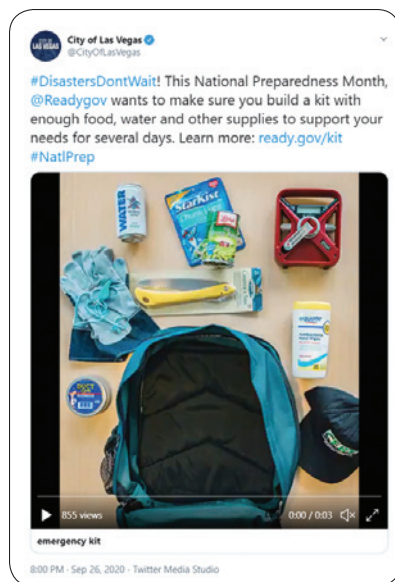 City of Las Vegas
@CityOfLasVegas
#DisastersDontWait! This National Preparedness Month,
@Readygov wants to make sure you build a kit with
enough food, water and other supplies to support your
needs for several days. Learn more: ready.gov/kit
#NatlPrep
WATER
StarKist
855 views
0:00 / 0:03
emergency kit
8:00 PM · Sep 26, 2020 · Twitter Media Studio